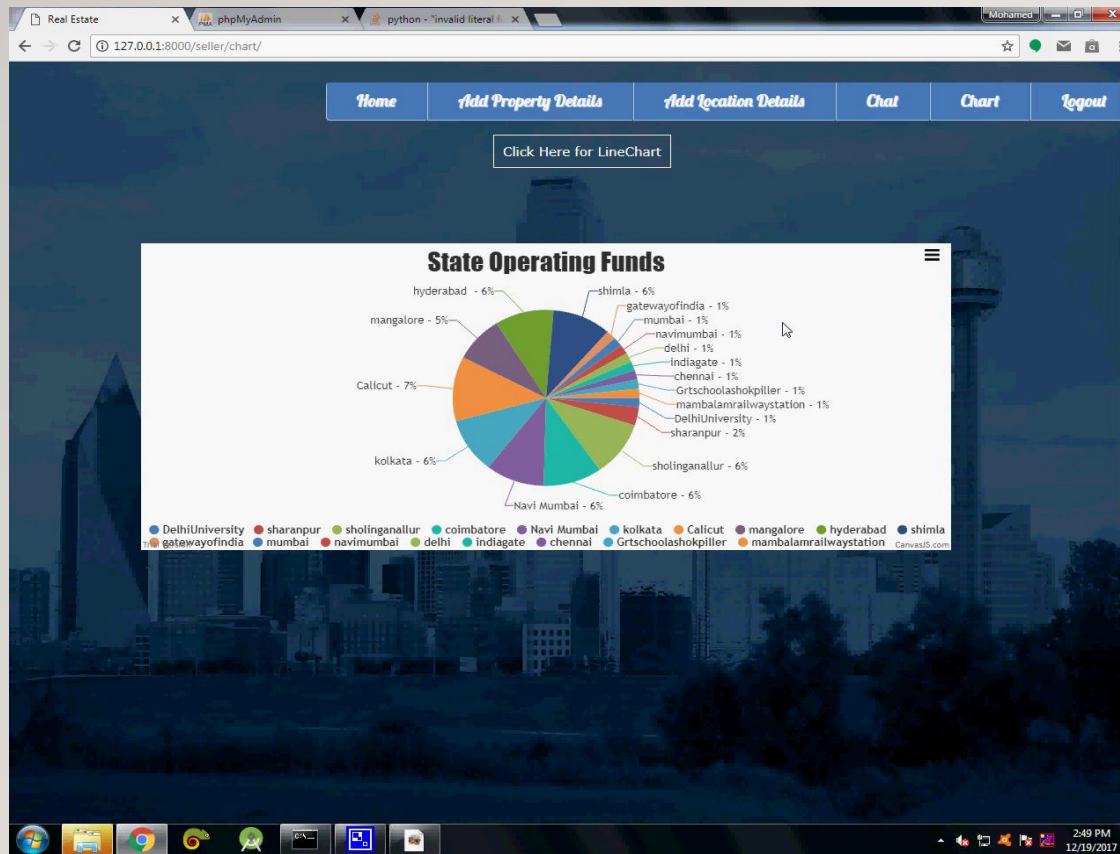 Real Estate
phpMyAdmin
python - "invalid literal f
Mohamed
127.0.0.1:8000/seller/chart/
Home
Add Property Details
Add Location Details
Chat
Chart
Logout
Click Here for LineChart
State Operating Funds
hyderabad - 6%
shimla - 6%
gatewayofindia - 1%
mangalore - 5%
mumbai - 1%
navimumbai - 1%
delhi - 1%
indiagate - 1%
Calicut - 7%
chennai - 1%
Grtschoolashokpiller - 1%
mambalamrailwaystation - 1%
DelhiUniversity - 1%
sharanpur - 2%
kolkata - 6%
sholinganallur - 6%
coimbatore - 6%
Navi Mumbai - 6%
DelhiUniversity sharanpur sholinganallur coimbatore Navi Mumbai kolkata Calicut mangalore hyderabad shimla
gatewayofindia mumbai navimumbai delhi indiagate chennai Grtschoolashokpiller mambalamrailwaystation
CanvasJS.com
2:49 PM
12/19/2017